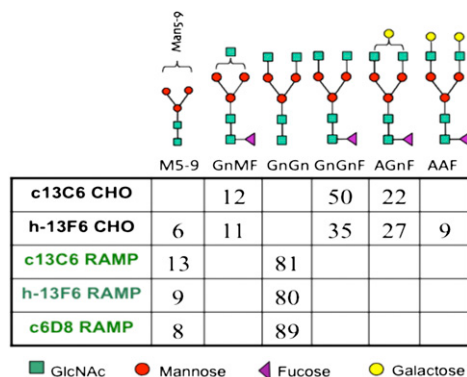 Man5-9
M5-9 GnMF GnGn GnGnF AGnF AAF
c13C6 CHO 12 50 22
h-13F6 CHO 6 11 35 27 9
c13C6 RAMP 13 81
h-13F6 RAMP 9 80
c6D8 RAMP 8 89
GlcNAc Mannose Fucose Galactose